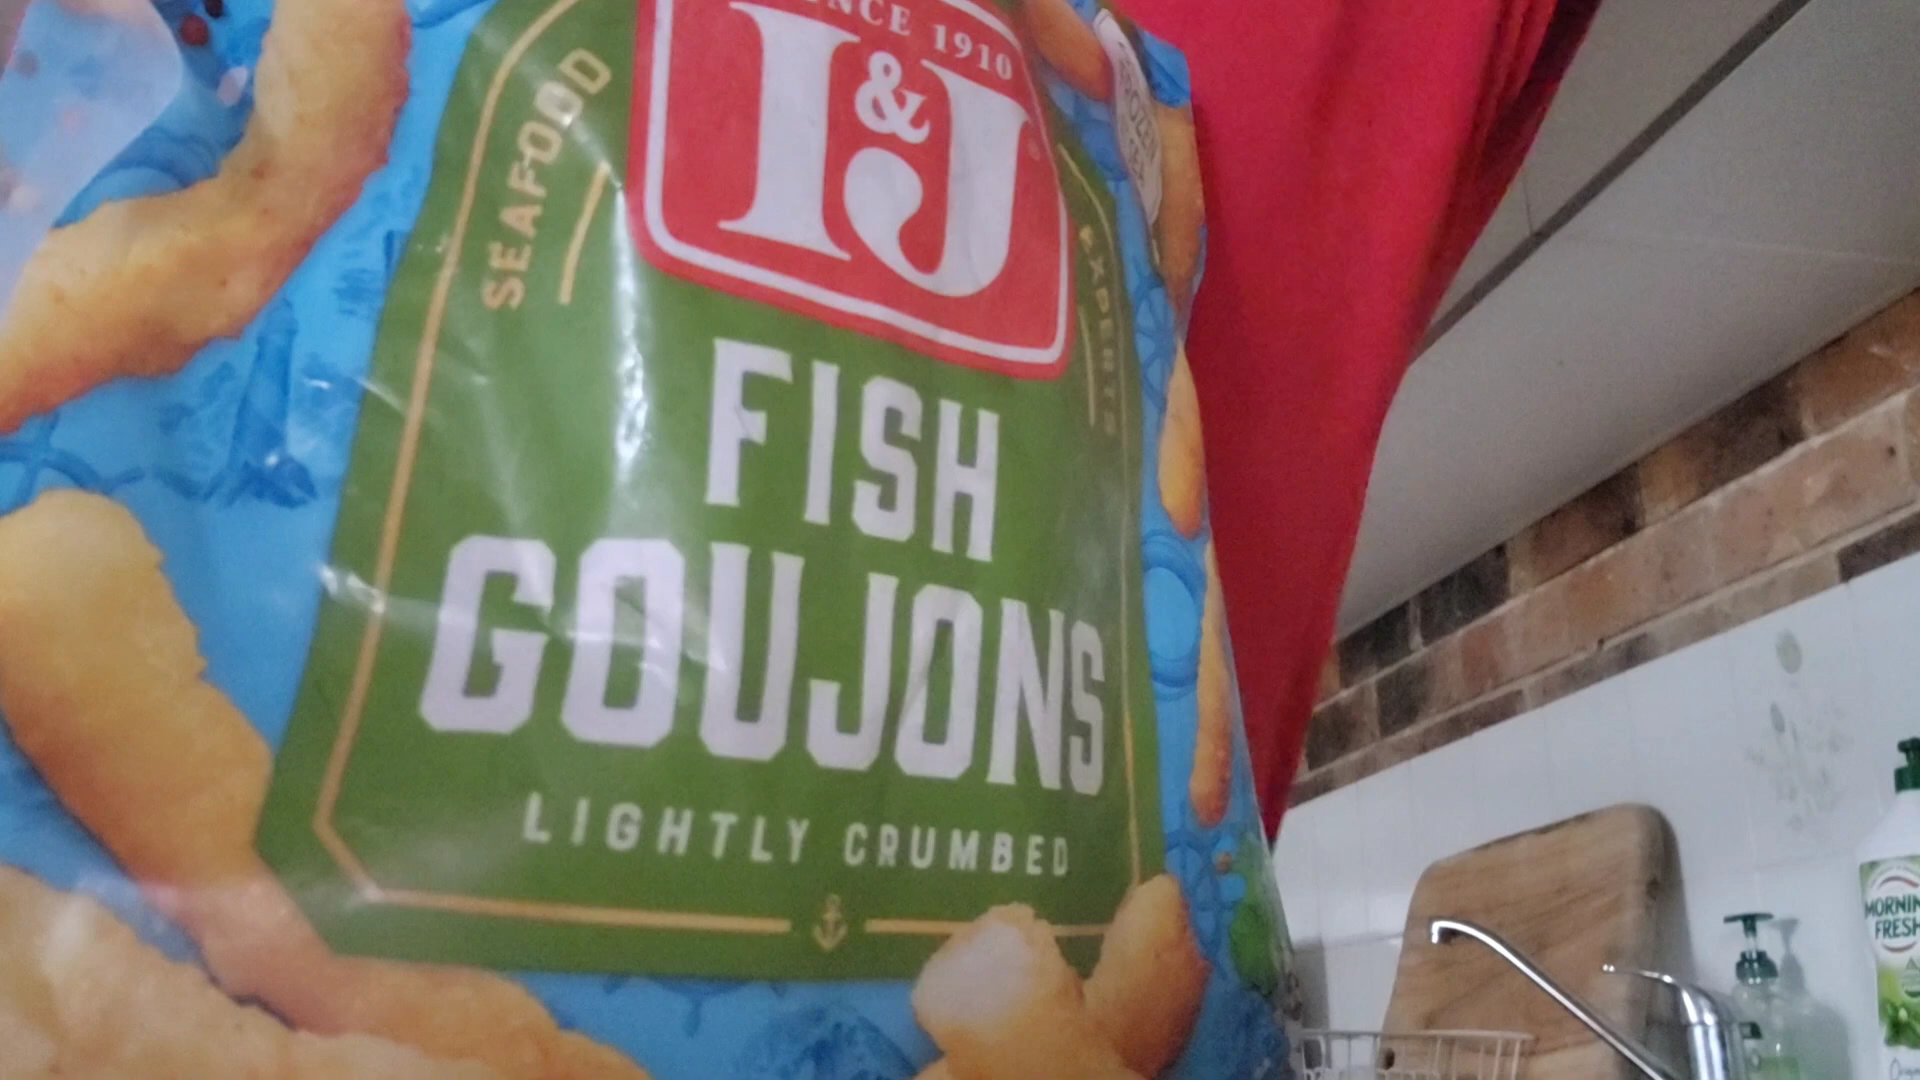 SINCE 1910
I&J
SEAFOOD
EXPERTS
FISH
GOUJONS
LIGHTLY CRUMBED
MORNING
FRESH